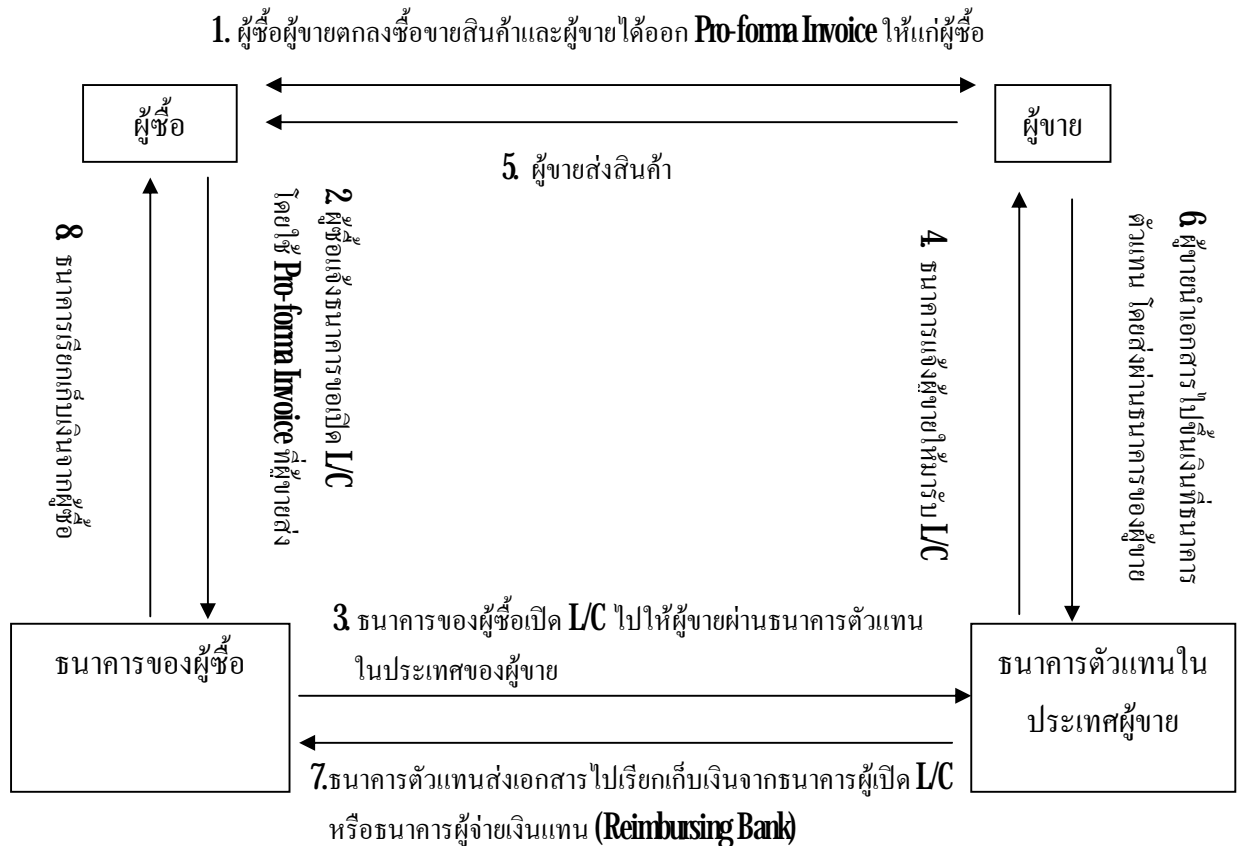 1. ผู้ซื้อผู้ขายตกลงซื้อขายสินค้าและผู้ขายได้ออก Pro-forma Invoice ให้แก่ผู้ซื้อ
ผู้ซื้อ
ผู้ขาย
5. ผู้ขายส่งสินค้า
8. ธนาคารเรียกเก็บเงินจากผู้ซื้อ
2. ผู้ซื้อแจ้งธนาคารขอเปิด L/C
โดยใช้ Pro-forma Invoice ที่ผู้ขายส่ง
4. ธนาคารแจ้งผู้ขายให้มารับ L/C
6. ผู้ขายนำเอกสารไปขึ้นเงินที่ธนาคาร
ตัวแทน โดยส่งผ่านธนาคารของผู้ขาย
ธนาคารของผู้ซื้อ
3. ธนาคารของผู้ซื้อเปิด L/C ไปให้ผู้ขายผ่านธนาคารตัวแทน
ในประเทศของผู้ขาย
ธนาคารตัวแทนใน
ประเทศผู้ขาย
7.ธนาคารตัวแทนส่งเอกสารไปเรียกเก็บเงินจากธนาคารผู้เปิด L/C
หรือธนาคารผู้จ่ายเงินแทน (Reimbursing Bank)